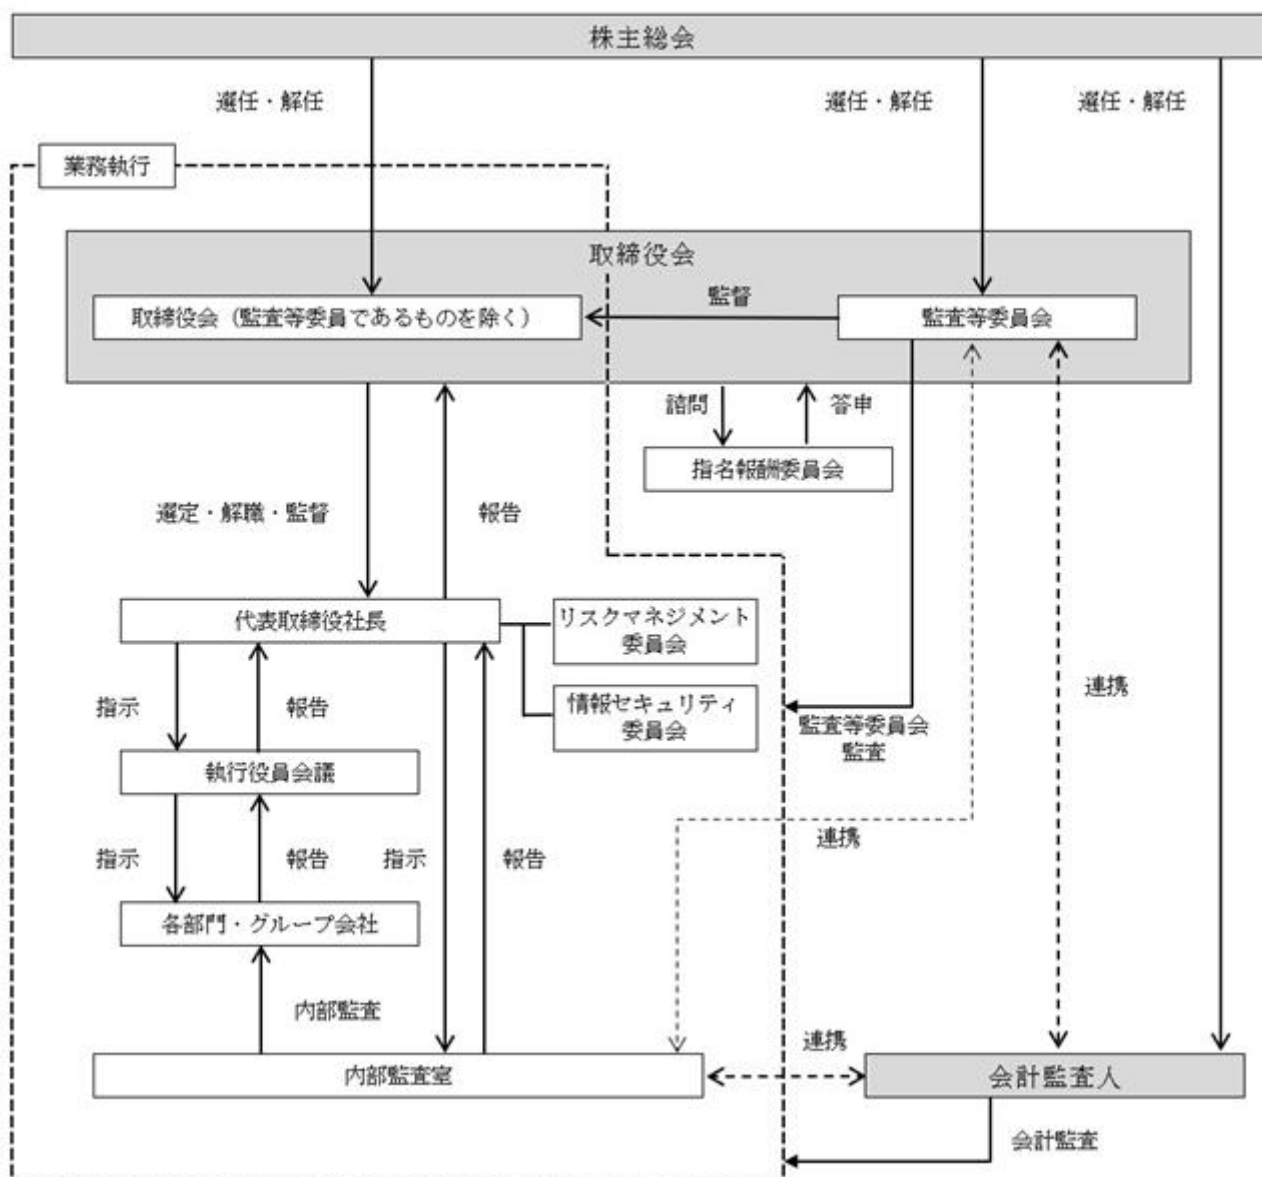 株主総会
選任・解任
選任・解任
選任・解任
業務執行
取締役会
取締役会（監査等委員であるものを除く）
監督
監査等委員会
諮問
答申
指名報酬委員会
選定・解職・監督
報告
代表取締役社長
リスクマネジメント
委員会
情報セキュリティ
委員会
指示
報告
連携
監査等委員会
監査
執行役員会議
指示
報告
指示
報告
連携
各部門・グループ会社
内部監査
内部監査室
連携
会計監査人
会計監査